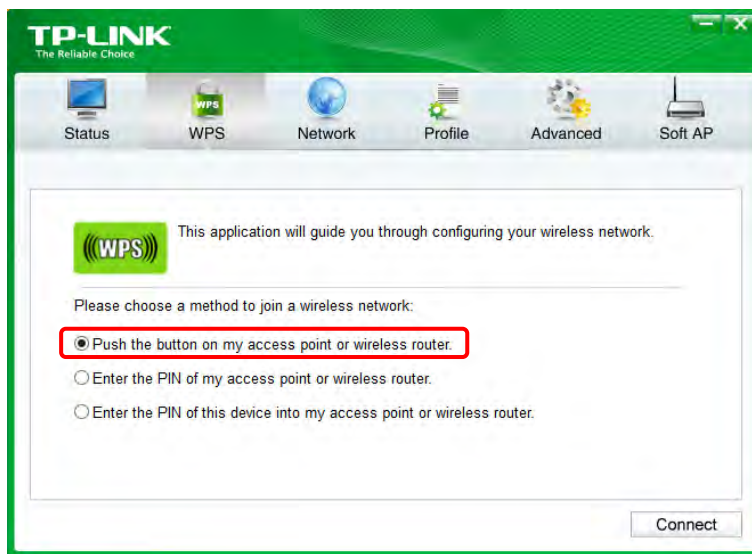 TP-LINK
The Reliable Choice
Status WPS Network Profile Advanced Soft AP
WPS
(((WPS))) This application will guide you through configuring your wireless network.
Please choose a method to join a wireless network:
Push the button on my access point or wireless router.
Enter the PIN of my access point or wireless router.
Enter the PIN of this device into my access point or wireless router.
Connect